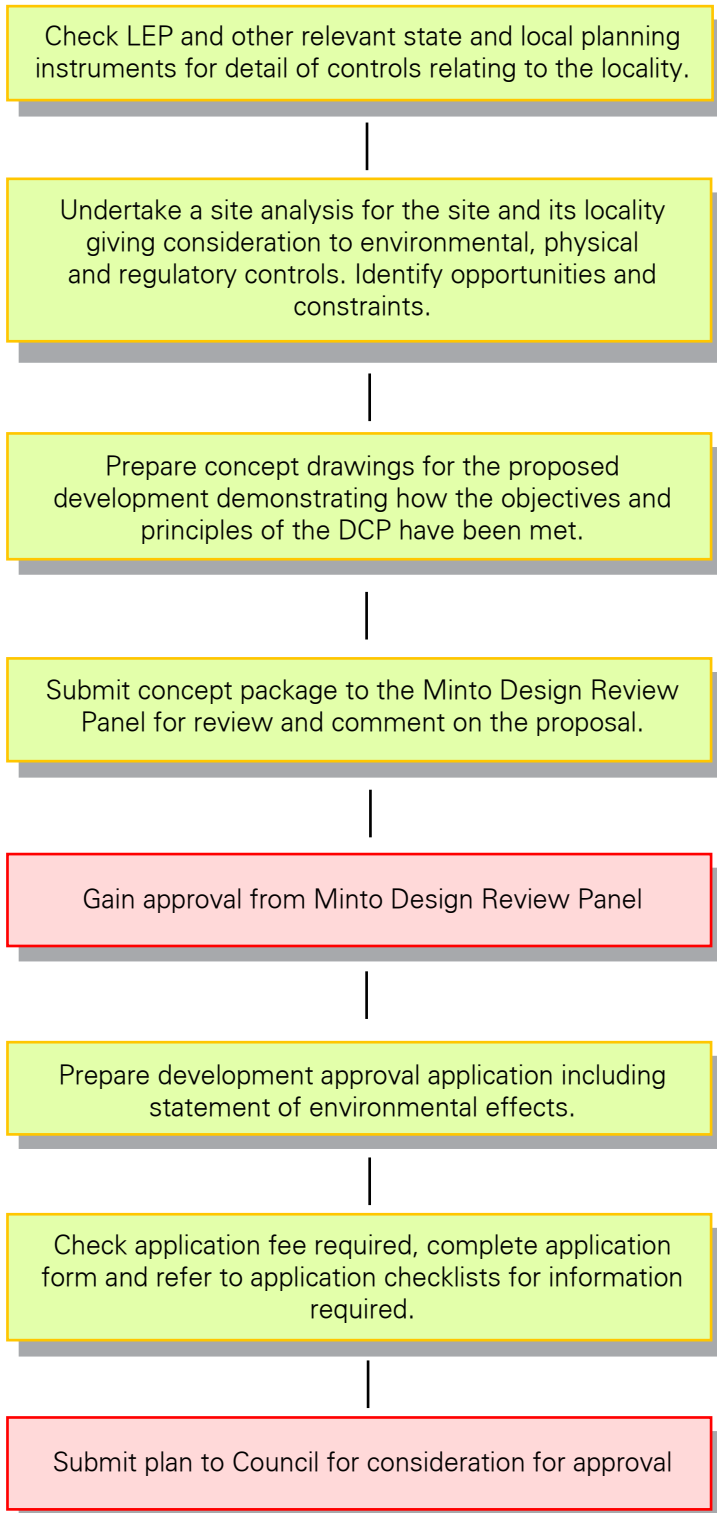 Check LEP and other relevant state and local planning
instruments for detail of controls relating to the locality.
Undertake a site analysis for the site and its locality
giving consideration to environmental, physical
and regulatory controls. Identify opportunities and
constraints.
Prepare concept drawings for the proposed
development demonstrating how the objectives and
principles of the DCP have been met.
Submit concept package to the Minto Design Review
Panel for review and comment on the proposal.
Gain approval from Minto Design Review Panel
Prepare development approval application including
statement of environmental effects.
Check application fee required, complete application
form and refer to application checklists for information
required.
Submit plan to Council for consideration for approval